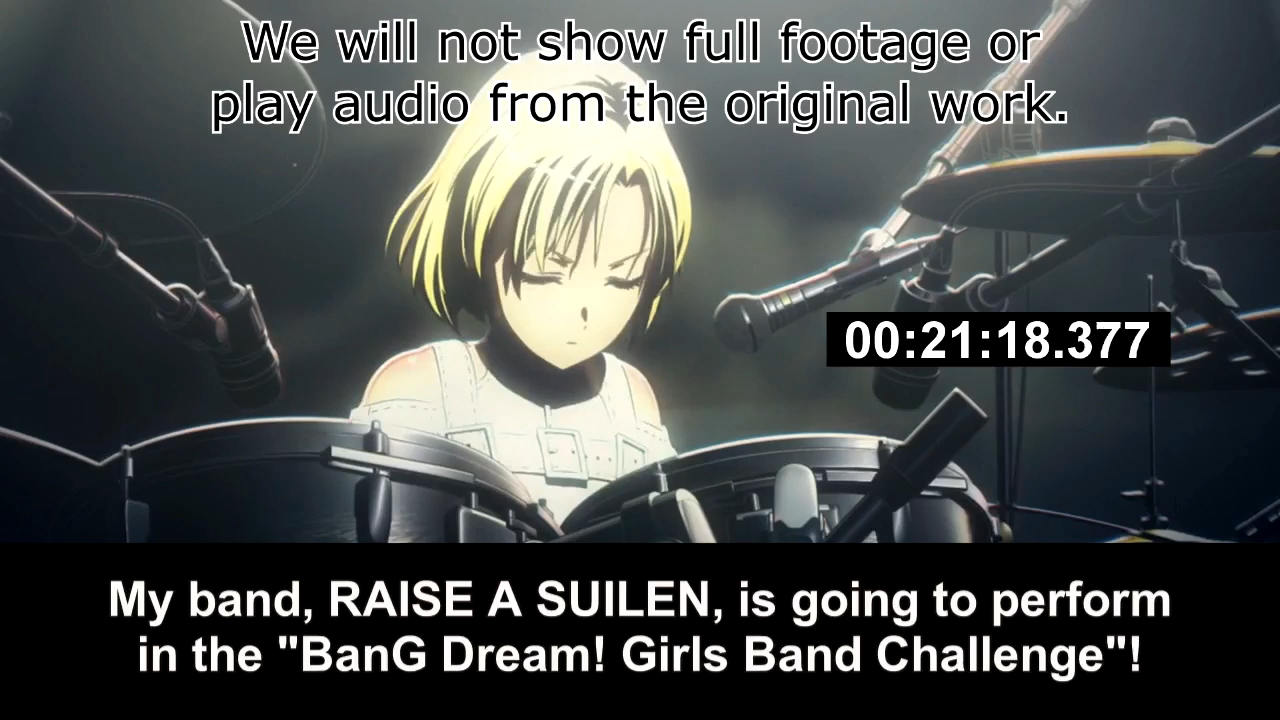 We will not show full footage or
play audio from the original work.
00:21:18.377
My band, RAISE A SUILEN, is going to perform
in the "BanG Dream! Girls Band Challenge"!